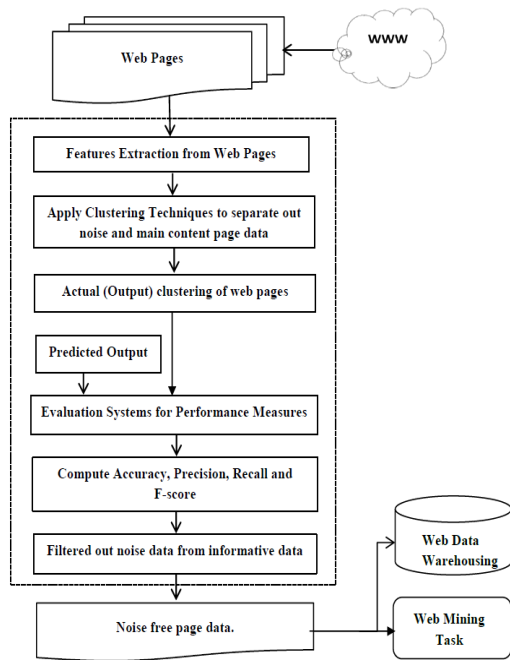 WWW
Web Pages
Features Extraction from Web Pages
Apply Clustering Techniques to separate out
noise and main content page data
Actual (Output) clustering of web pages
Predicted Output
Evaluation Systems for Performance Measures
Compute Accuracy, Precision, Recall and
F-score
Filtered out noise data from informative data
Web Data
Warehousing
Noise free page data.
Web Mining
Task